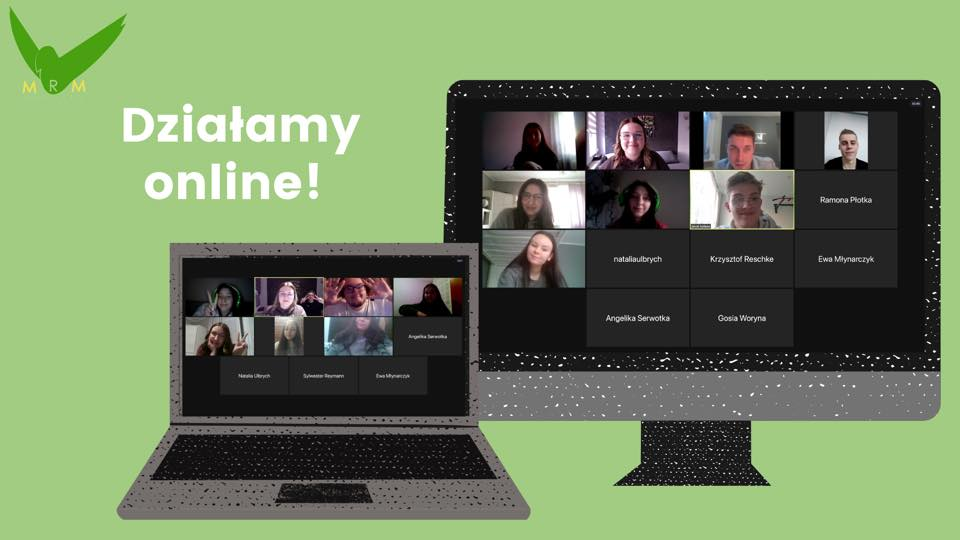 M R M
Działamy
online!
Ramona Płotka
nataliaulbrych
Krzysztof Reschke
Ewa Młynarczyk
Angelika Serwotka
Gosia Woryna
Angelika Serwotka
Natalia Ulbrych
Sylwester Reymann
Ewa Młynarczyk